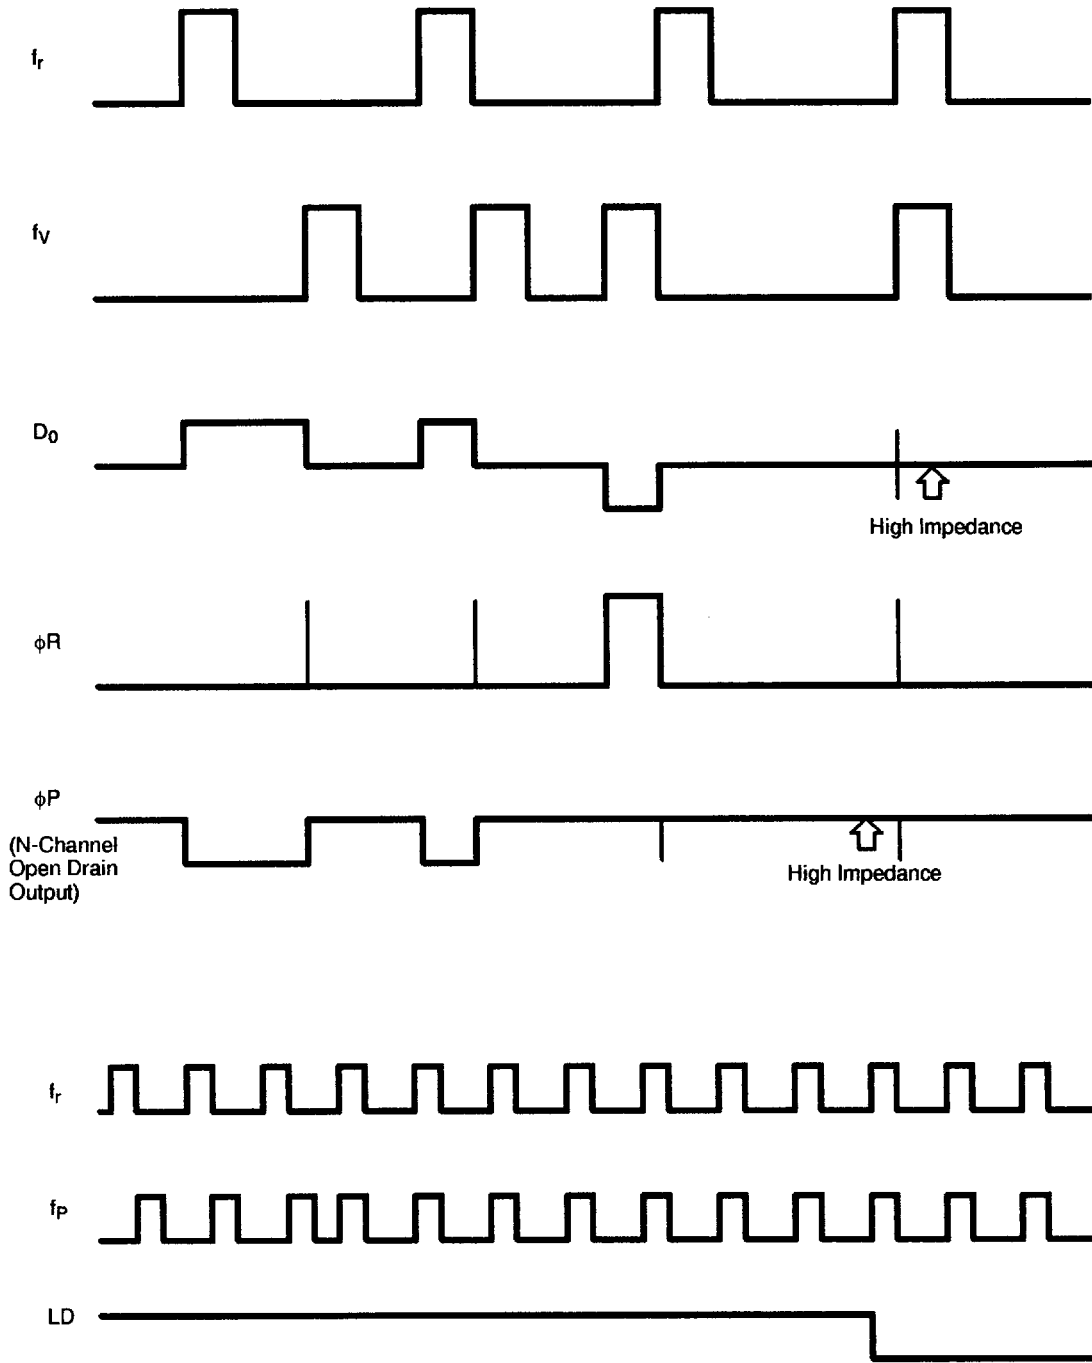 fr
fV
D0
High Impedance
ϕR
ϕP
(N-Channel
Open Drain
Output)
High Impedance
fr
fP
LD